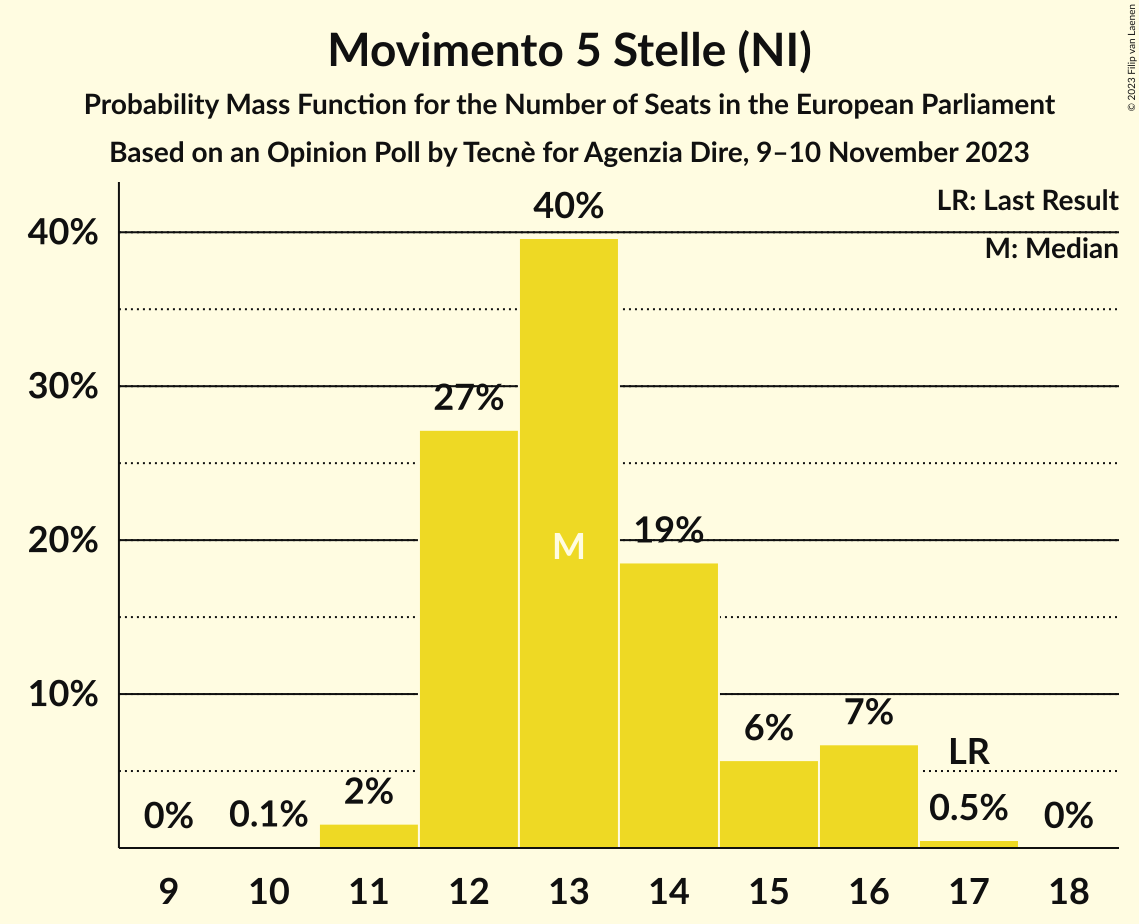 Movimento 5 Stelle (NI)
Probability Mass Function for the Number of Seats in the European Parliament
Based on an Opinion Poll by Tecnè for Agenzia Dire, 9–10 November 2023
© 2023 Filip van Laenen
LR: Last Result
M: Median
40%
30%
20%
10%
0%
0.1%
2%
27%
40%
M
19%
6%
7%
LR
0.5%
0%
9 10 11 12 13 14 15 16 17 18